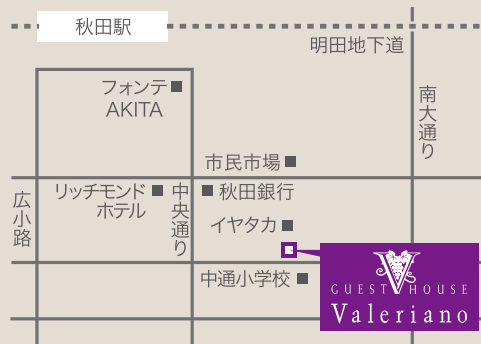 秋田駅
明田地下道
フォンテ
AKITA
南大通り
市民市場
広小路
リッチモンド
ホテル
中央通り
秋田銀行
イヤタカ
中通小学校
GUEST HOUSE
Valeriano